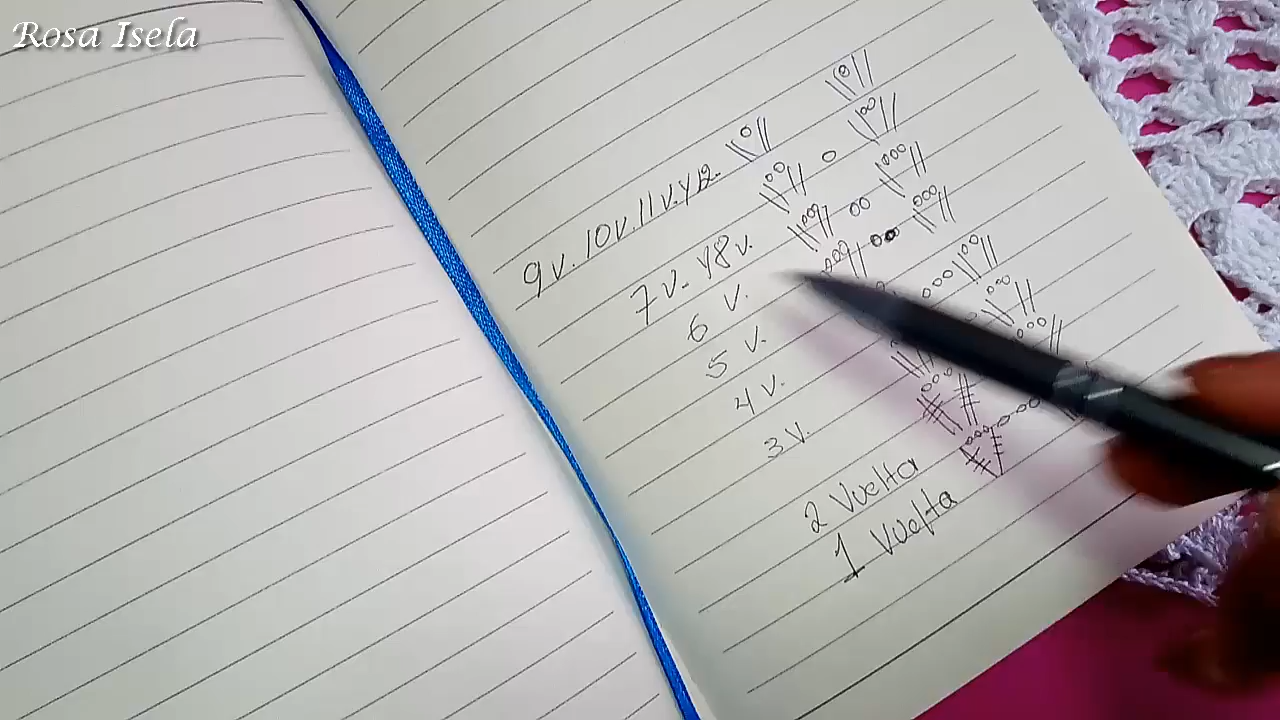 Rosa Isela
9v. 10v. 11v. y 12.
7v. y 8v.
6 v.
5 v.
4 v.
3 v.
2 Vuelta
1 Vuelta